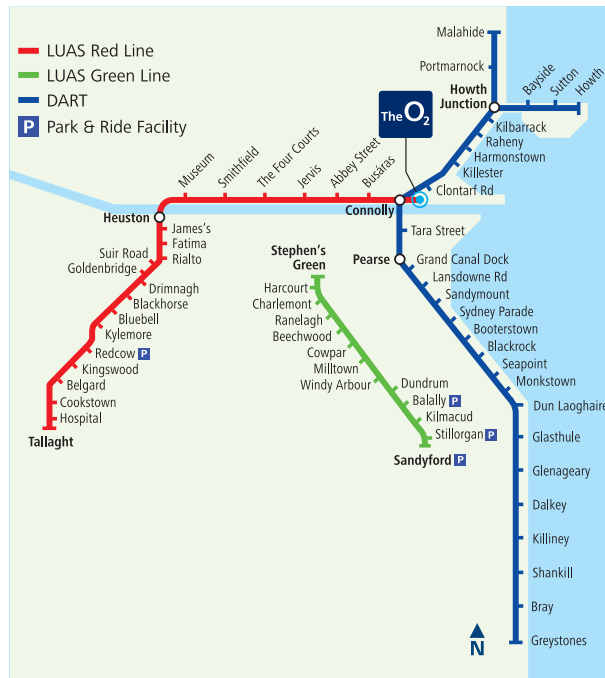 LUAS Red Line
LUAS Green Line
DART
P Park & Ride Facility
The O2
Malahide
Portmarnock
Howth
Junction
Bayside
Sutton
Howth
Kilbarrack
Raheny
Harmonstown
Killester
Clontarf Rd
Museum
Smithfield
The Four Courts
Jervis
Abbey Street
Busáras
Connolly
Heuston
James's
Fatima
Rialto
Suir Road
Goldenbridge
Drimnagh
Blackhorse
Bluebell
Kylemore
Redcow P
Kingswood
Belgard
Cookstown
Hospital
Tallaght
Stephen's
Green
Harcourt
Charlemont
Ranelagh
Beechwood
Cowpar
Milltown
Windy Arbour
Dundrum
Balally P
Kilmacud
Stillorgan P
Sandyford P
Tara Street
Pearse
Grand Canal Dock
Lansdowne Rd
Sandymount
Sydney Parade
Booterstown
Blackrock
Seapoint
Monkstown
Dun Laoghaire
Glasthule
Glenageary
Dalkey
Killiney
Shankill
Bray
Greystones
N